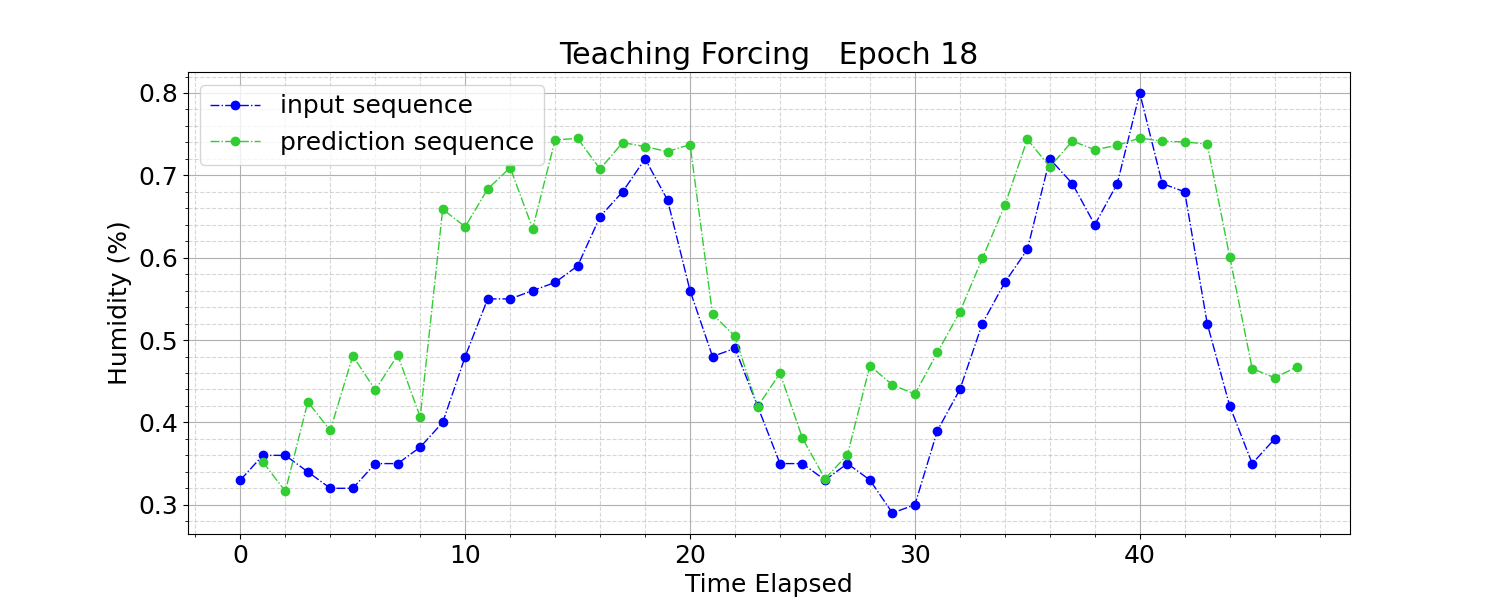 Teaching Forcing   Epoch 18
input sequence
prediction sequence
Humidity (%)
0.8
0.7
0.6
0.5
0.4
0.3
0 10 20 30 40
Time Elapsed